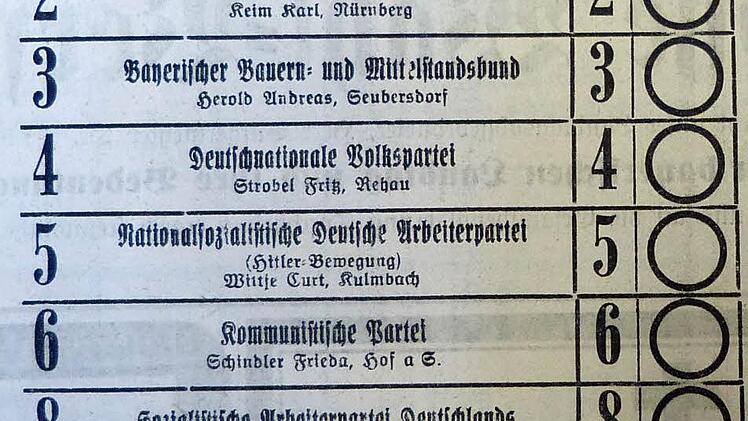 2 Keim Karl, Nürnberg 2
3 Bayerischer Bauern- und Mittelstandsbund 3
Herold Andreas, Seubersdorf
4 Deutschnationale Volkspartei 4
Strobel Fritz, Rehau
5 Nationalsozialistische Deutsche Arbeiterpartei 5
(Hitler-Bewegung)
Wittje Curt, Kulmbach
6 Kommunistische Partei 6
Schindler Frieda, Hof a S.
8 Sozialistische Arbeiterpartei Deutschlands 8